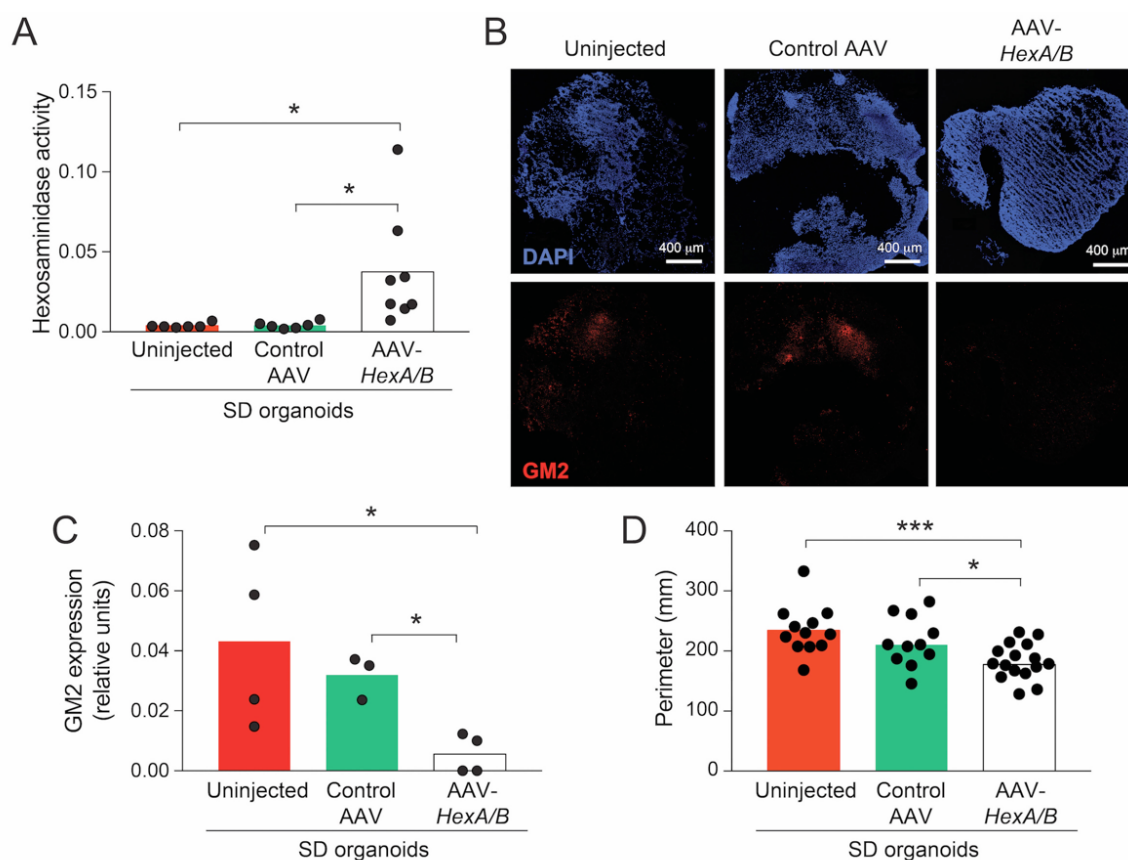 A
Hexosaminidase activity
0.15
0.10
0.05
0.00
*
*
Uninjected
Control
AAV
AAV-
HexA/B
SD organoids
B
Uninjected
Control AAV
AAV-
HexA/B
DAPI
400 μm
400 μm
400 μm
GM2
C
GM2 expression
(relative units)
0.08
0.06
0.04
0.02
0.00
*
*
Uninjected
Control
AAV
AAV-
HexA/B
SD organoids
D
Perimeter (mm)
400
300
200
100
0
***
*
Uninjected
Control
AAV
AAV-
HexA/B
SD organoids